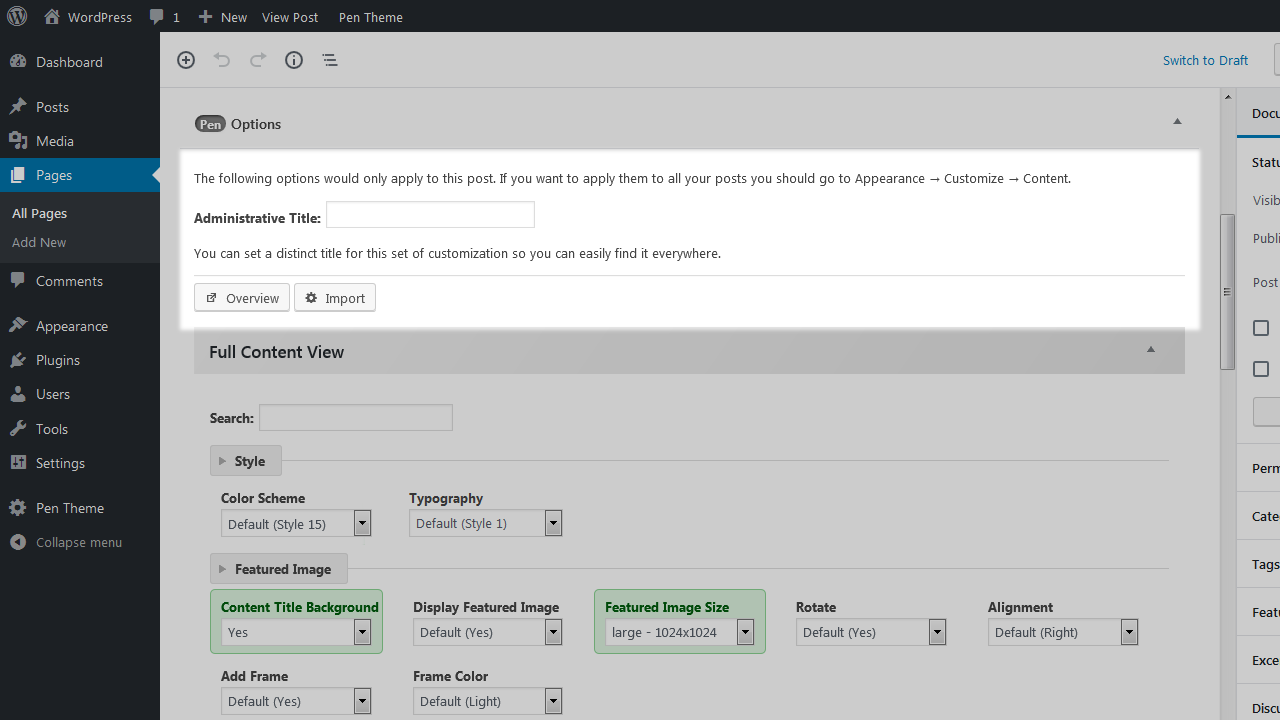 WordPress 1 New View Post Pen Theme
Dashboard
Posts
Media
Pages
All Pages
Add New
Comments
Appearance
Plugins
Users
Tools
Settings
Pen Theme
Collapse menu
Switch to Draft
Pen Options
The following options would only apply to this post. If you want to apply them to all your posts you should go to Appearance → Customize → Content.
Administrative Title:
You can set a distinct title for this set of customization so you can easily find it everywhere.
Overview Import
Full Content View
Search:
Style
Color Scheme Typography
Default (Style 15) Default (Style 1)
Featured Image
Content Title Background Display Featured Image Featured Image Size Rotate Alignment
Yes Default (Yes) large - 1024x1024 Default (Yes) Default (Right)
Add Frame Frame Color
Default (Yes) Default (Light)
Docu
Statu
Visib
Publi
Post
Perm
Cate
Tags
Featu
Exce
Discu